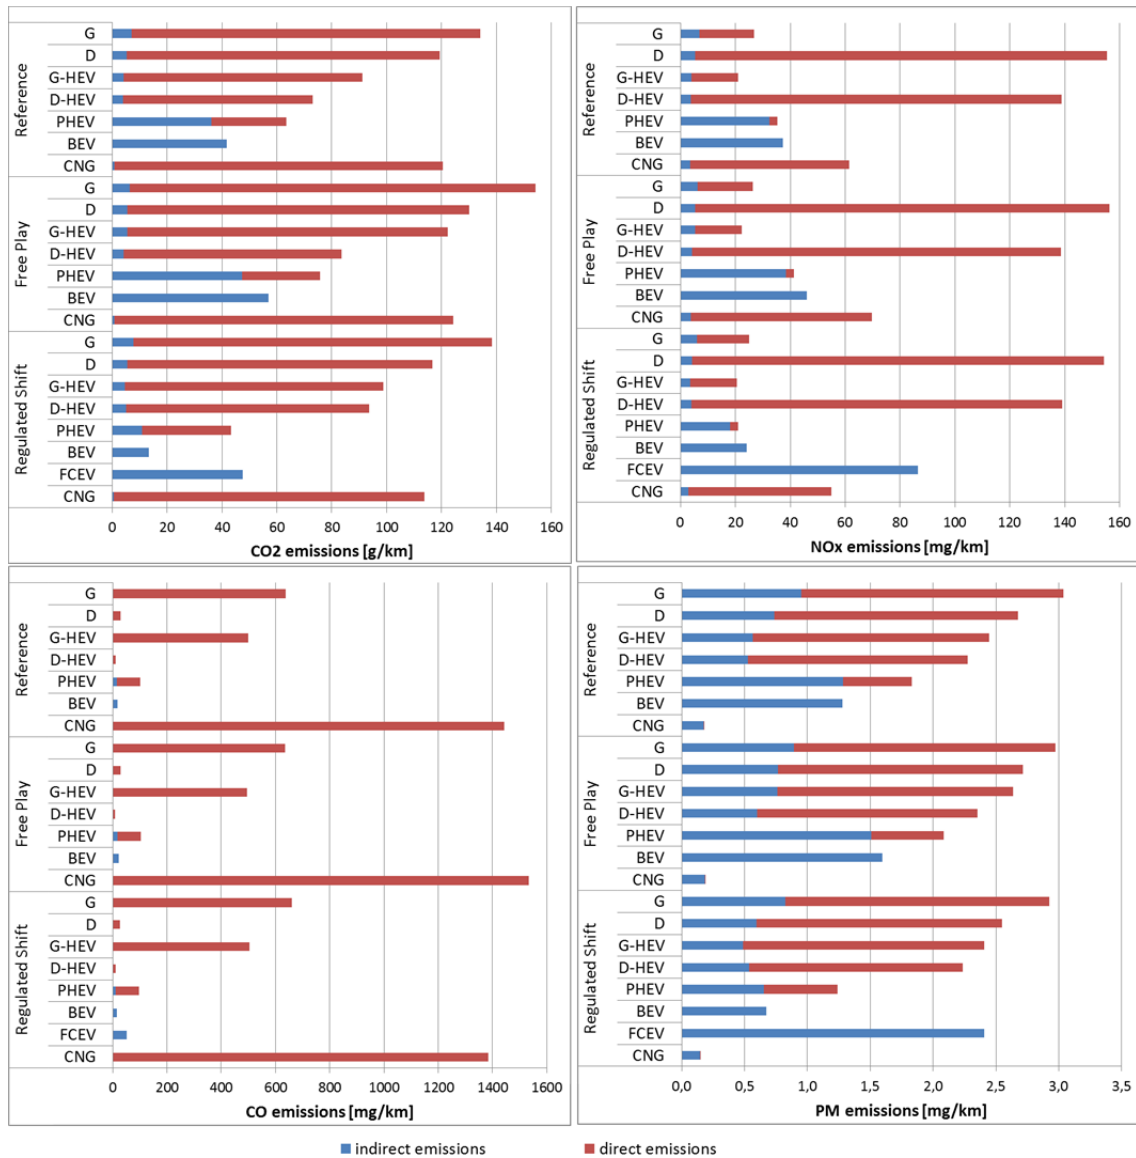 Reference
G
D
G-HEV
D-HEV
PHEV
BEV
CNG
Free Play
G
D
G-HEV
D-HEV
PHEV
BEV
CNG
Regulated Shift
G
D
G-HEV
D-HEV
PHEV
BEV
FCEV
CNG
0 20 40 60 80 100 120 140 160
CO2 emissions [g/km]
Reference
G
D
G-HEV
D-HEV
PHEV
BEV
CNG
Free Play
G
D
G-HEV
D-HEV
PHEV
BEV
CNG
Regulated Shift
G
D
G-HEV
D-HEV
PHEV
BEV
FCEV
CNG
0 20 40 60 80 100 120 140 160
NOx emissions [mg/km]
Reference
G
D
G-HEV
D-HEV
PHEV
BEV
CNG
Free Play
G
D
G-HEV
D-HEV
PHEV
BEV
CNG
Regulated Shift
G
D
G-HEV
D-HEV
PHEV
BEV
FCEV
CNG
0 200 400 600 800 1000 1200 1400 1600
CO emissions [mg/km]
Reference
G
D
G-HEV
D-HEV
PHEV
BEV
CNG
Free Play
G
D
G-HEV
D-HEV
PHEV
BEV
CNG
Regulated Shift
G
D
G-HEV
D-HEV
PHEV
BEV
FCEV
CNG
0,0 0,5 1,0 1,5 2,0 2,5 3,0 3,5
PM emissions [mg/km]
indirect emissions direct emissions